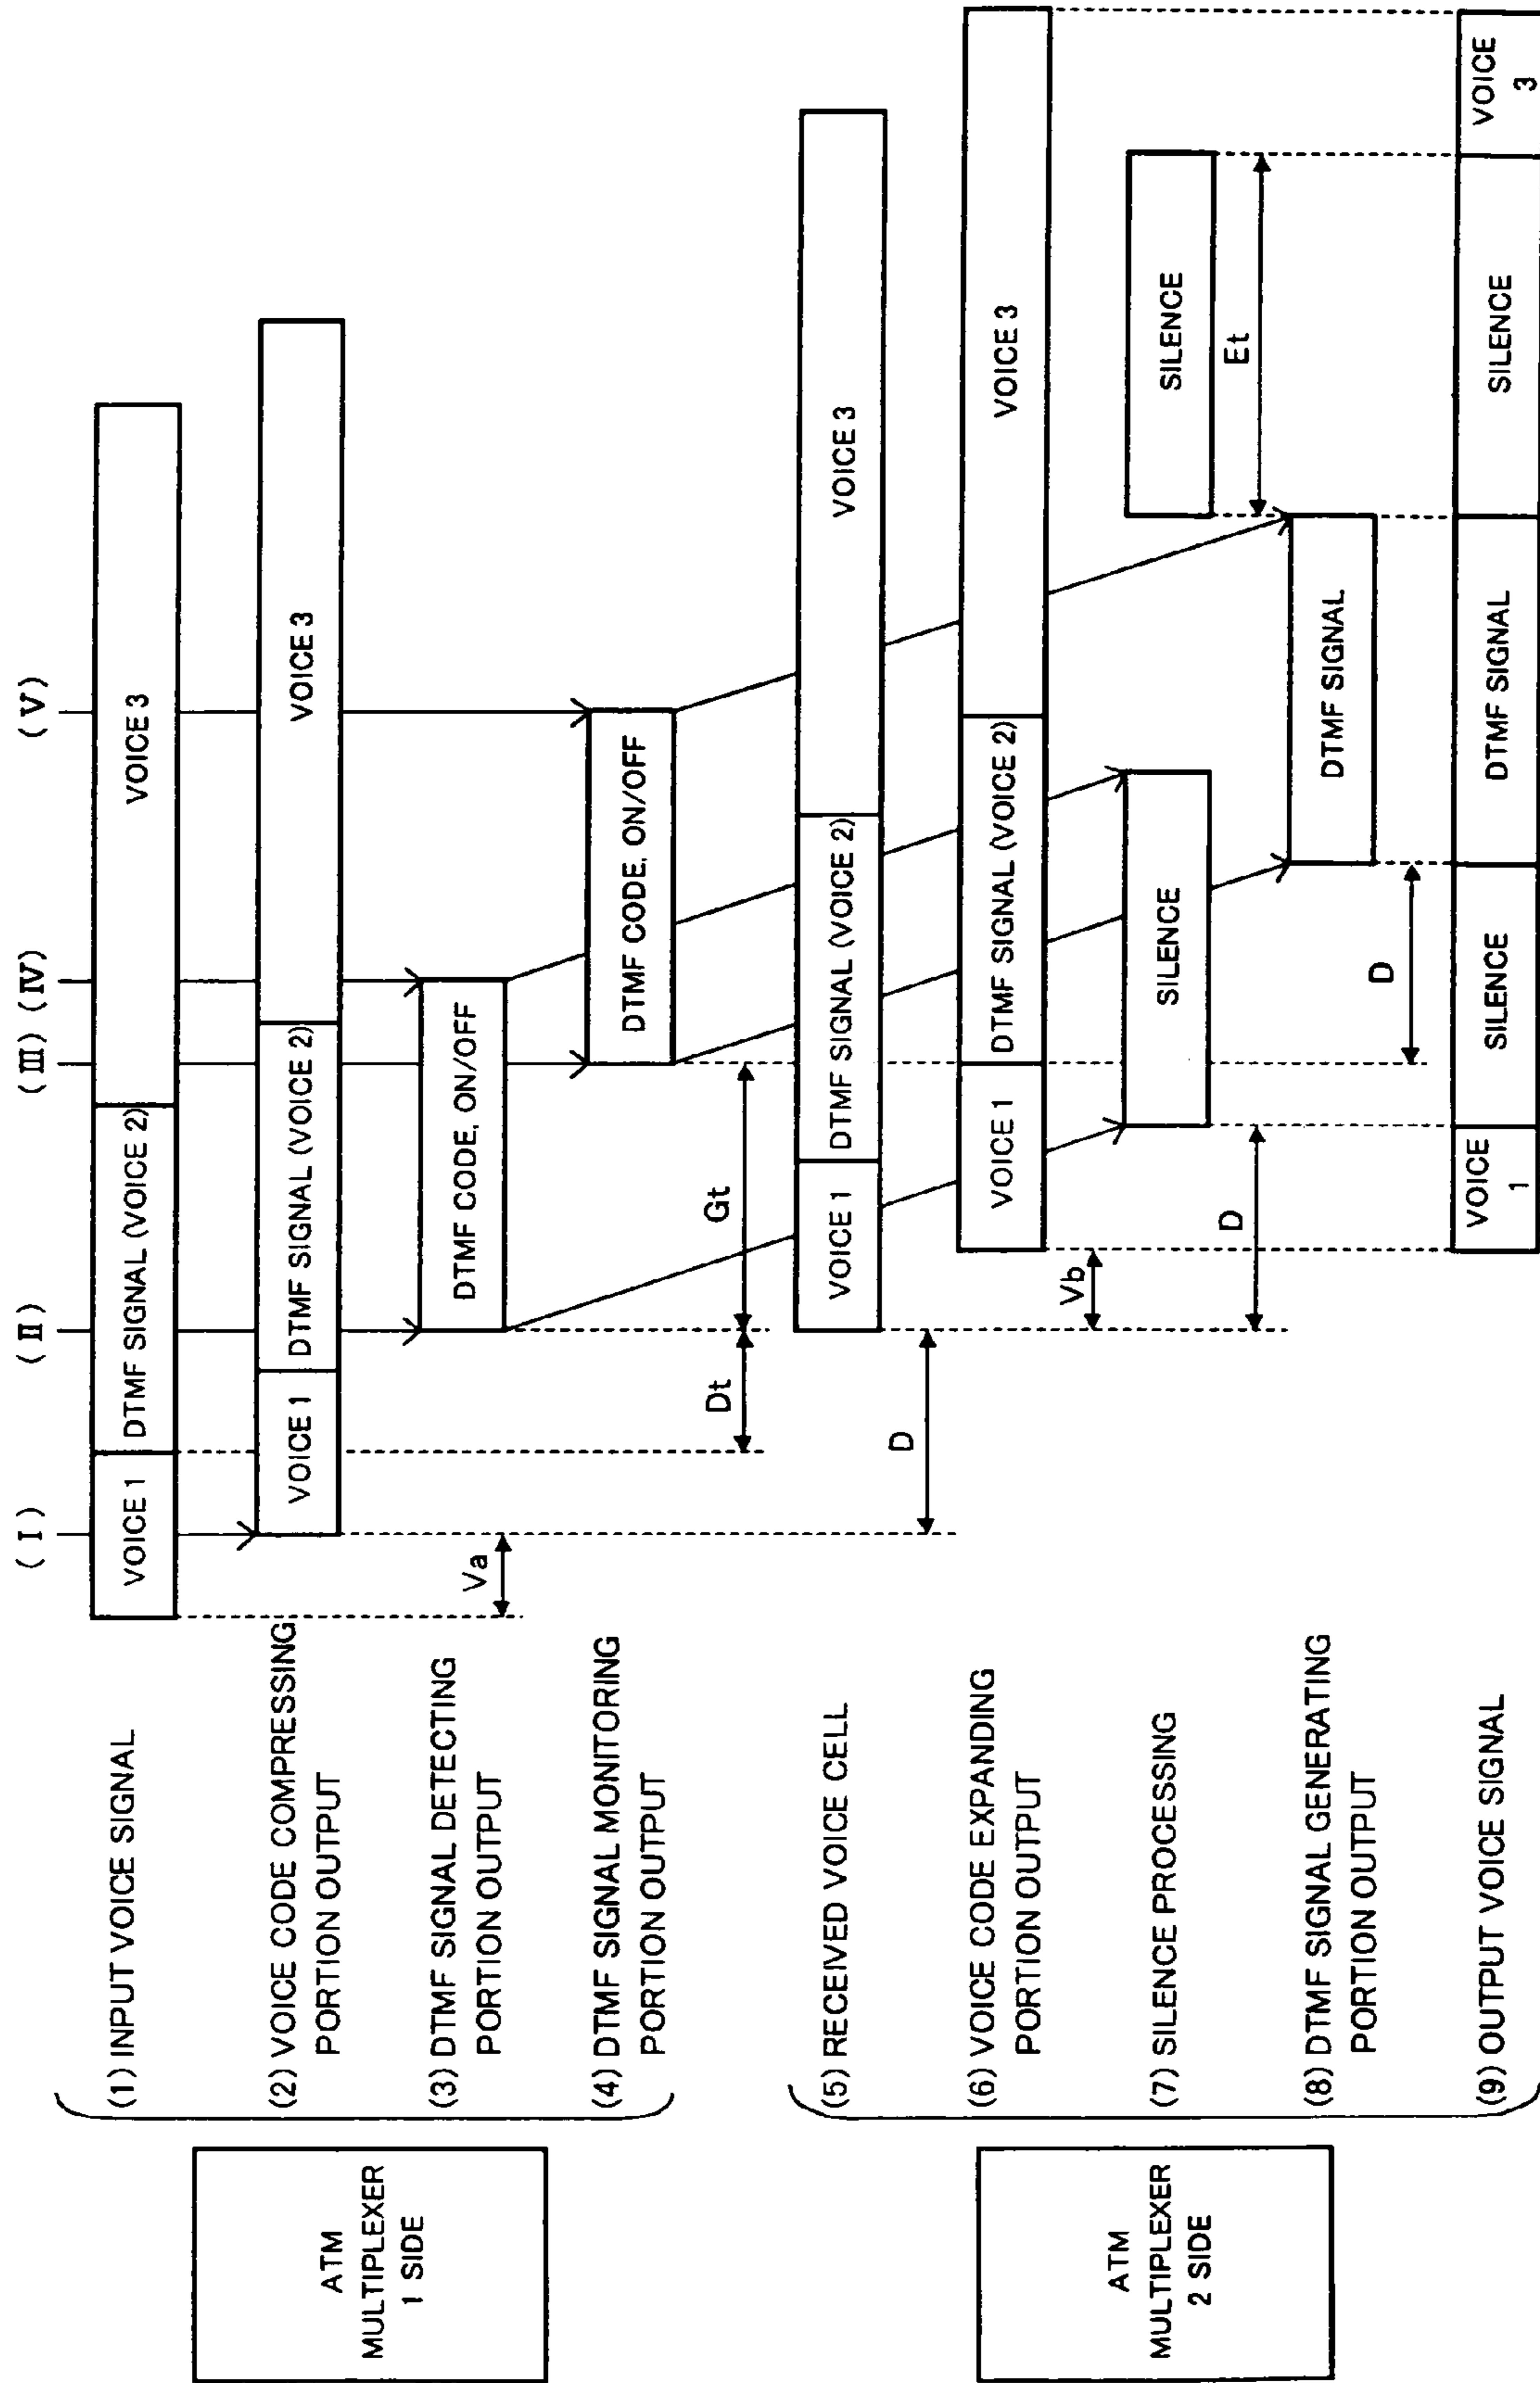 (I)
(II)
(III)
(IV)
(V)
ATM
MULTIPLEXER
1 SIDE
(1) INPUT VOICE SIGNAL
VOICE 1
DTMF SIGNAL (VOICE 2)
VOICE 3
(2) VOICE CODE COMPRESSING
PORTION OUTPUT
VOICE 1
DTMF SIGNAL (VOICE 2)
VOICE 3
(3) DTMF SIGNAL DETECTING
PORTION OUTPUT
DTMF CODE, ON/OFF
Va
(4) DTMF SIGNAL MONITORING
PORTION OUTPUT
DTMF CODE, ON/OFF
Dt
Gt
ATM
MULTIPLEXER
2 SIDE
(5) RECEIVED VOICE CELL
VOICE 1
DTMF SIGNAL (VOICE 2)
VOICE 3
D
(6) VOICE CODE EXPANDING
PORTION OUTPUT
VOICE 1
DTMF SIGNAL (VOICE 2)
VOICE 3
Vb
(7) SILENCE PROCESSING
SILENCE
SILENCE
D
Et
(8) DTMF SIGNAL GENERATING
PORTION OUTPUT
DTMF SIGNAL
D
(9) OUTPUT VOICE SIGNAL
VOICE
1
SILENCE
DTMF SIGNAL
SILENCE
VOICE
3